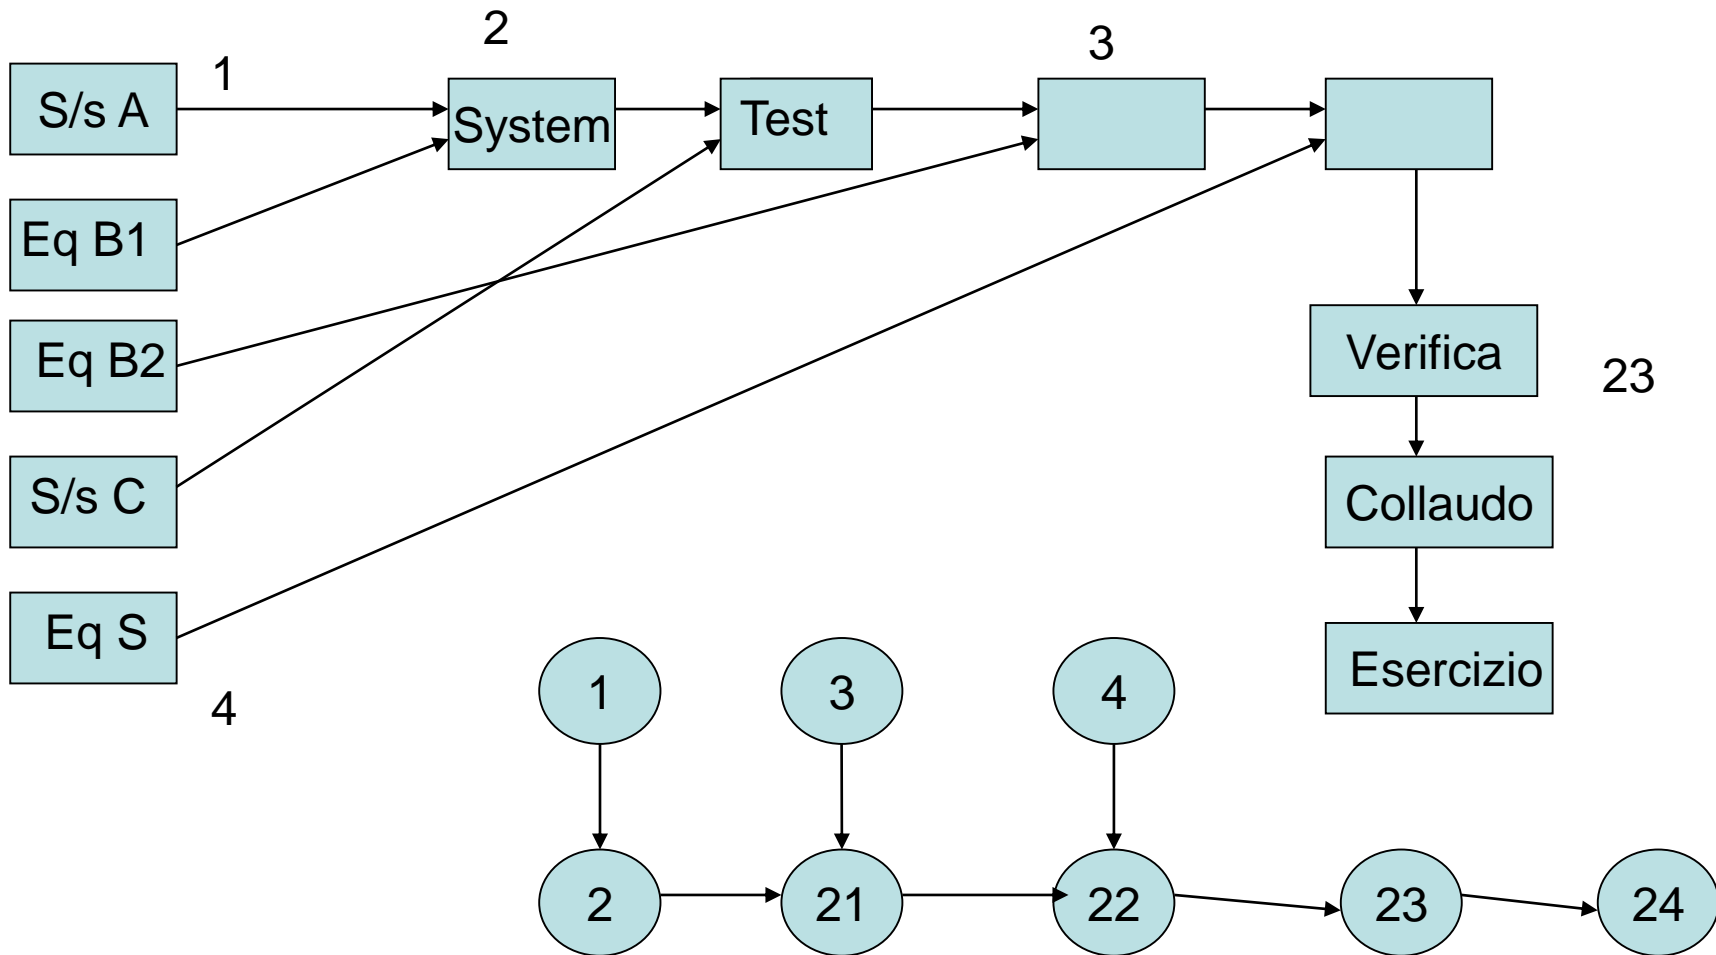 2
3
1
S/s A
System
Test
Eq B1
Eq B2
Verifica
23
S/s C
Collaudo
Eq S
Esercizio
4
1
3
4
2
21
22
23
24